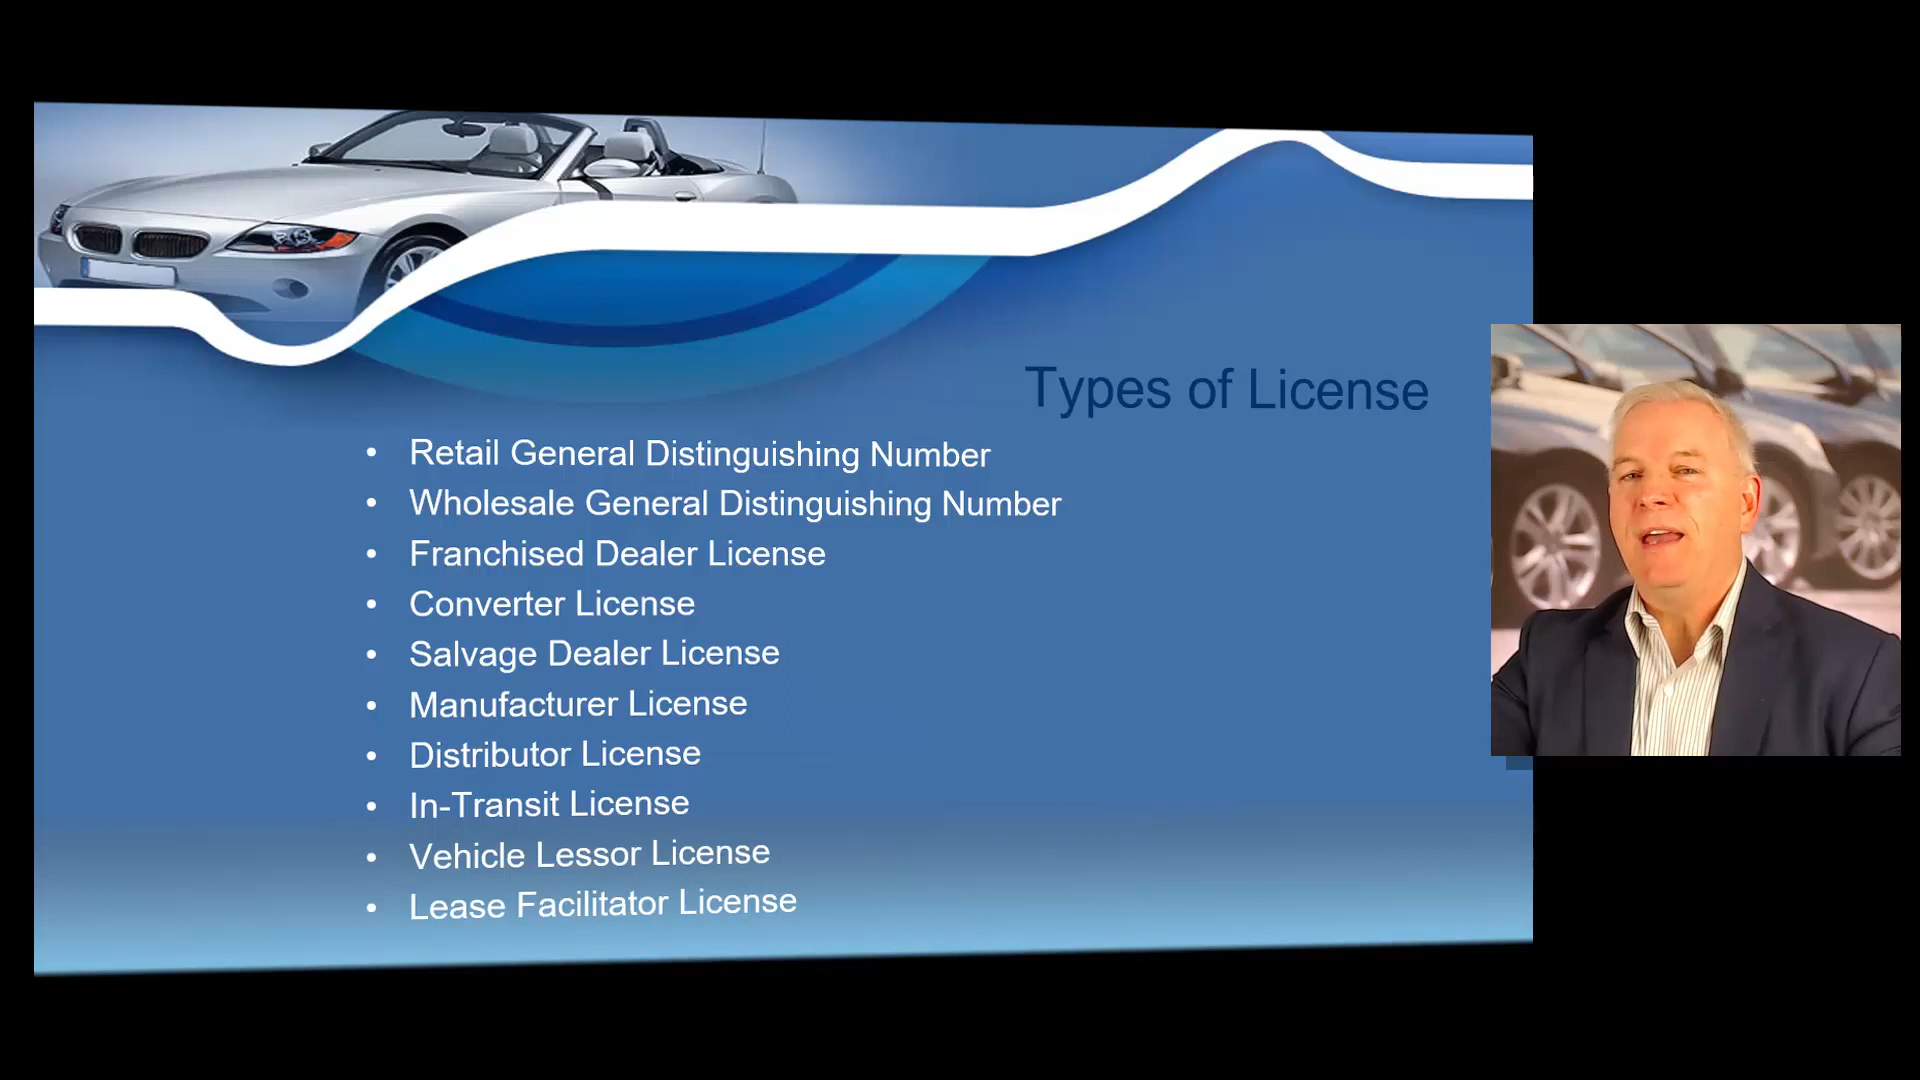 Types of License
• Retail General Distinguishing Number
• Wholesale General Distinguishing Number
• Franchised Dealer License
• Converter License
• Salvage Dealer License
• Manufacturer License
• Distributor License
• In-Transit License
• Vehicle Lessor License
• Lease Facilitator License